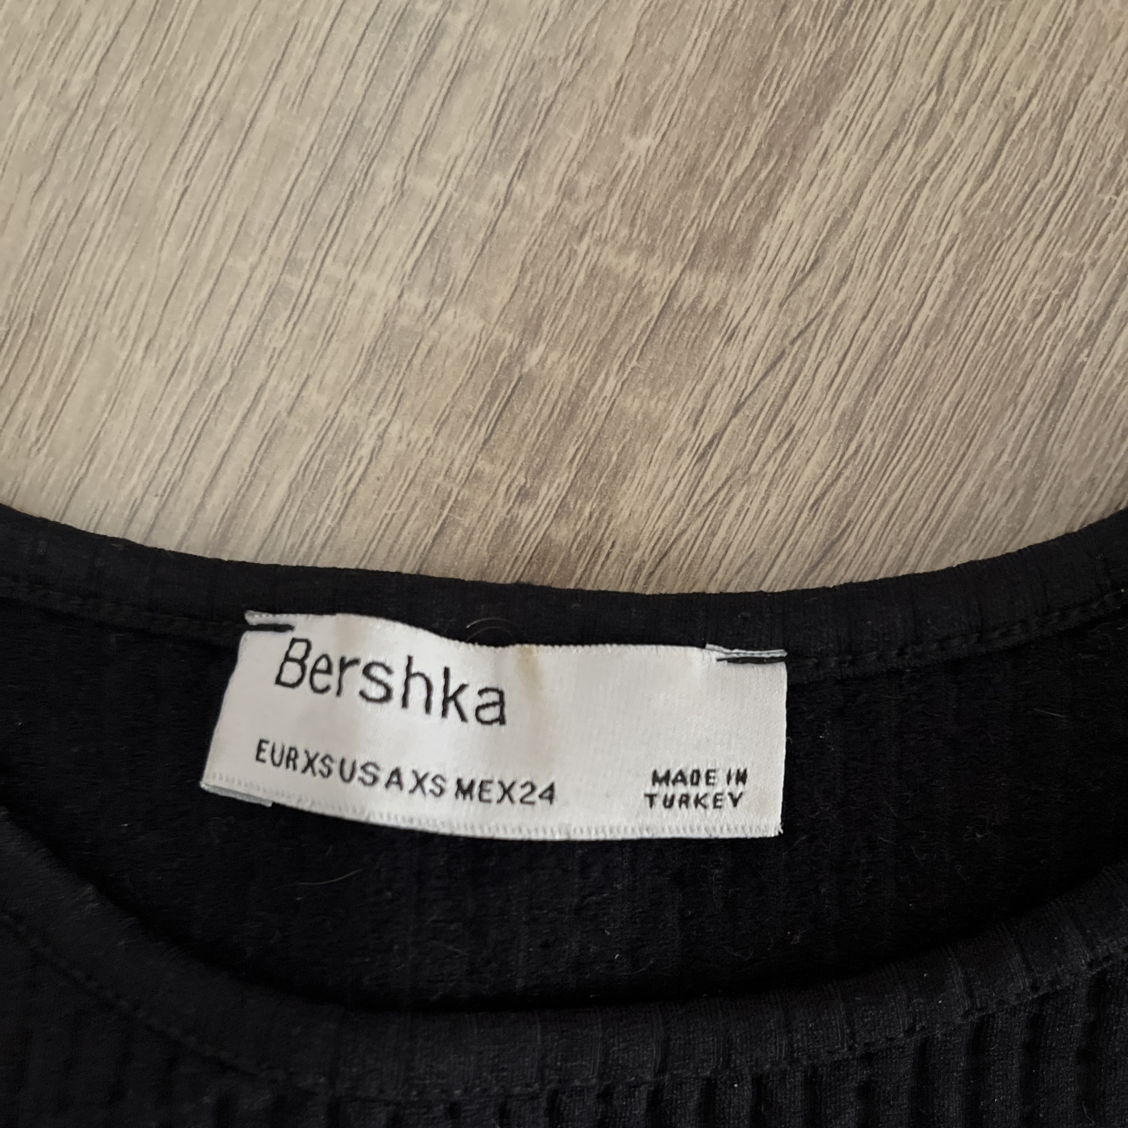 Bershka
EUR XS USA XS MEX 24
MADE IN
TURKEY